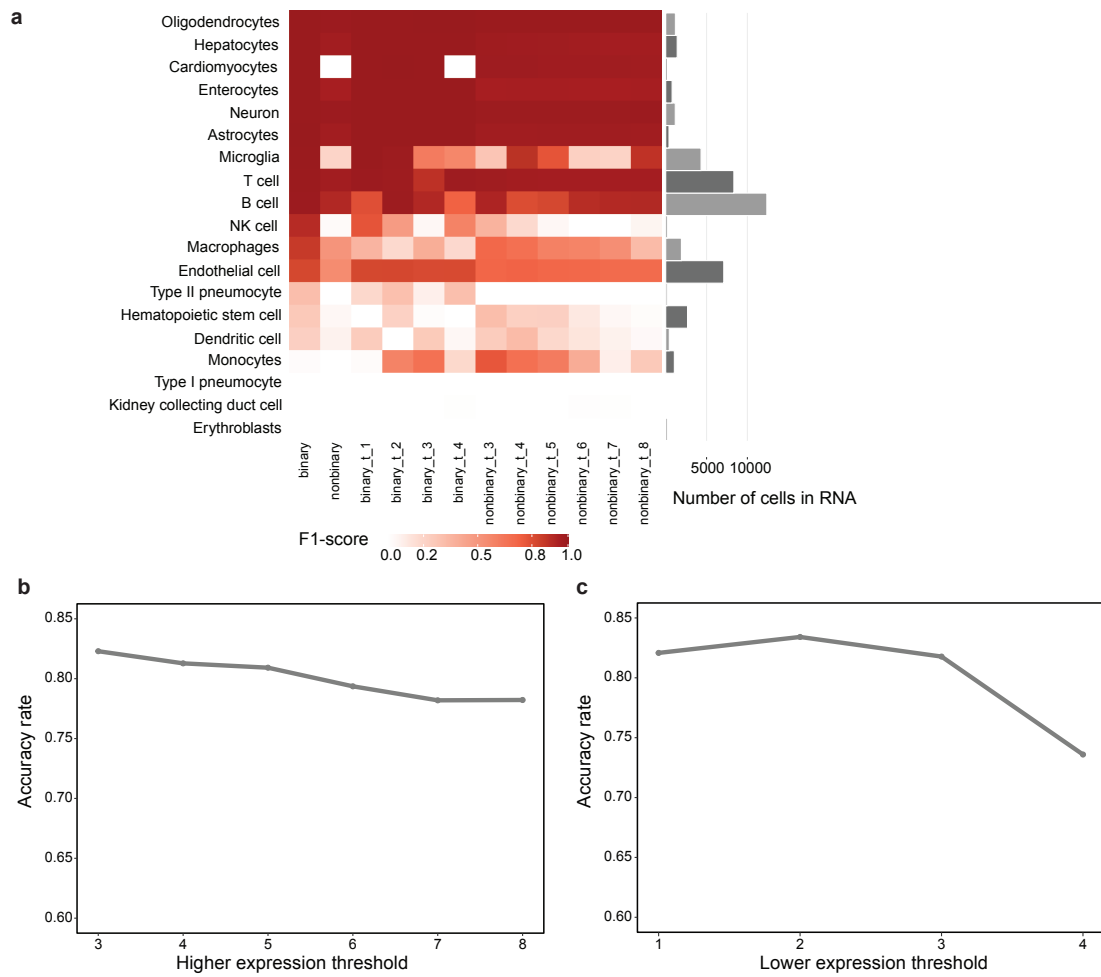 a
Oligodendrocytes
Hepatocytes
Cardiomyocytes
Enterocytes
Neuron
Astrocytes
Microglia
T cell
B cell
NK cell
Macrophages
Endothelial cell
Type II pneumocyte
Hematopoietic stem cell
Dendritic cell
Monocytes
Type I pneumocyte
Kidney collecting duct cell
Erythroblasts
binary
nonbinary
binary_t_1
binary_t_2
binary_t_3
binary_t_4
nonbinary_t_3
nonbinary_t_4
nonbinary_t_5
nonbinary_t_6
nonbinary_t_7
nonbinary_t_8
5000 10000
Number of cells in RNA
F1-score
0.0 0.2 0.5 0.8 1.0
b
0.85
0.80
0.75
0.70
0.65
0.60
Accuracy rate
3 4 5 6 7 8
Higher expression threshold
c
0.85
0.80
0.75
0.70
0.65
0.60
Accuracy rate
1 2 3 4
Lower expression threshold